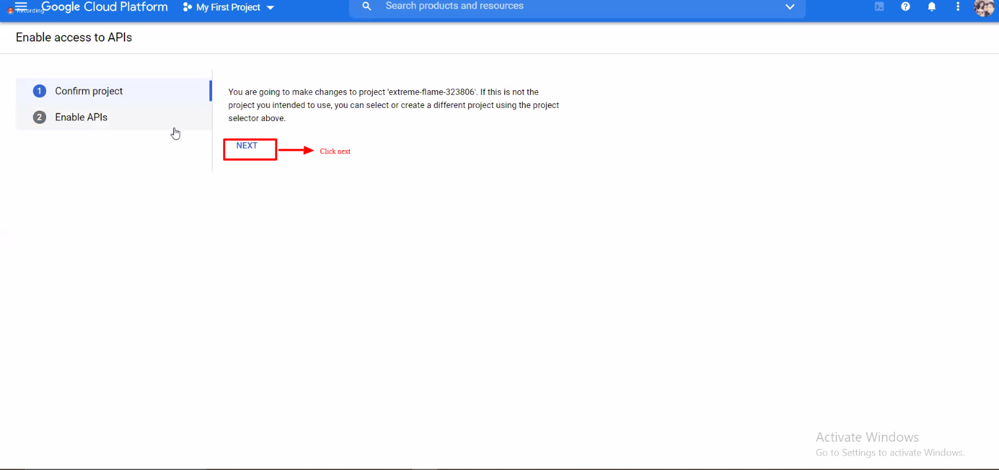 Recording
Google Cloud Platform
My First Project
Search products and resources
Enable access to APIs
1 Confirm project
2 Enable APIs
You are going to make changes to project 'extreme-flame-323806'. If this is not the
project you intended to use, you can select or create a different project using the project
selector above.
NEXT
Click next
Activate Windows
Go to Settings to activate Windows.